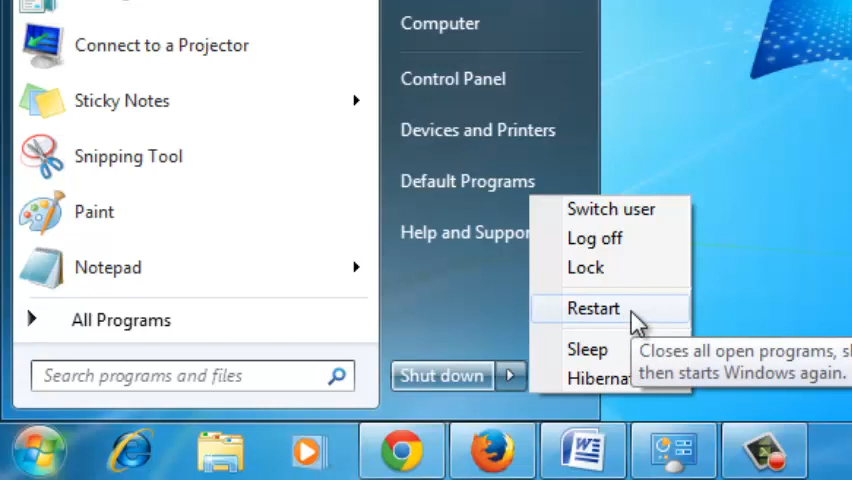 Connect to a Projector
Sticky Notes
Snipping Tool
Paint
Notepad
All Programs
Search programs and files
Computer
Control Panel
Devices and Printers
Default Programs
Help and Suppor
Shut down
Switch user
Log off
Lock
Restart
Sleep
Hiberna
Closes all open programs, s
then starts Windows again.